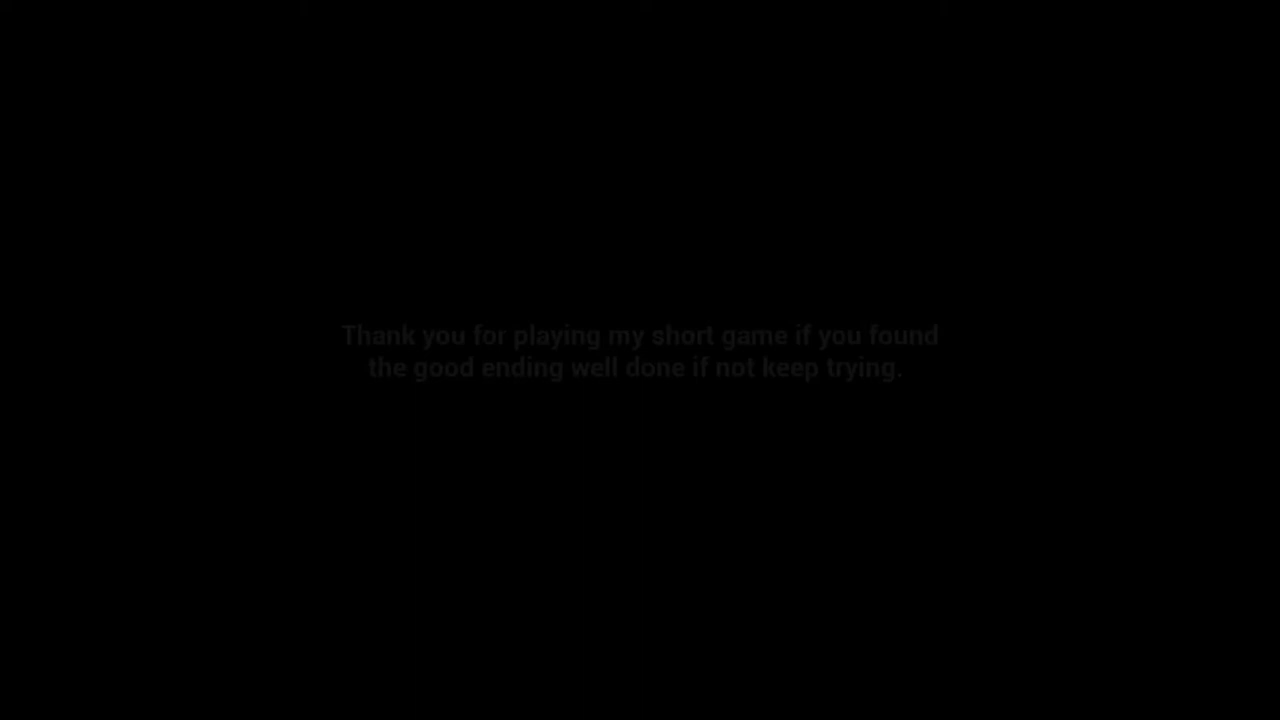 Thank you for playing my short game if you found
the good ending well done if not keep trying.